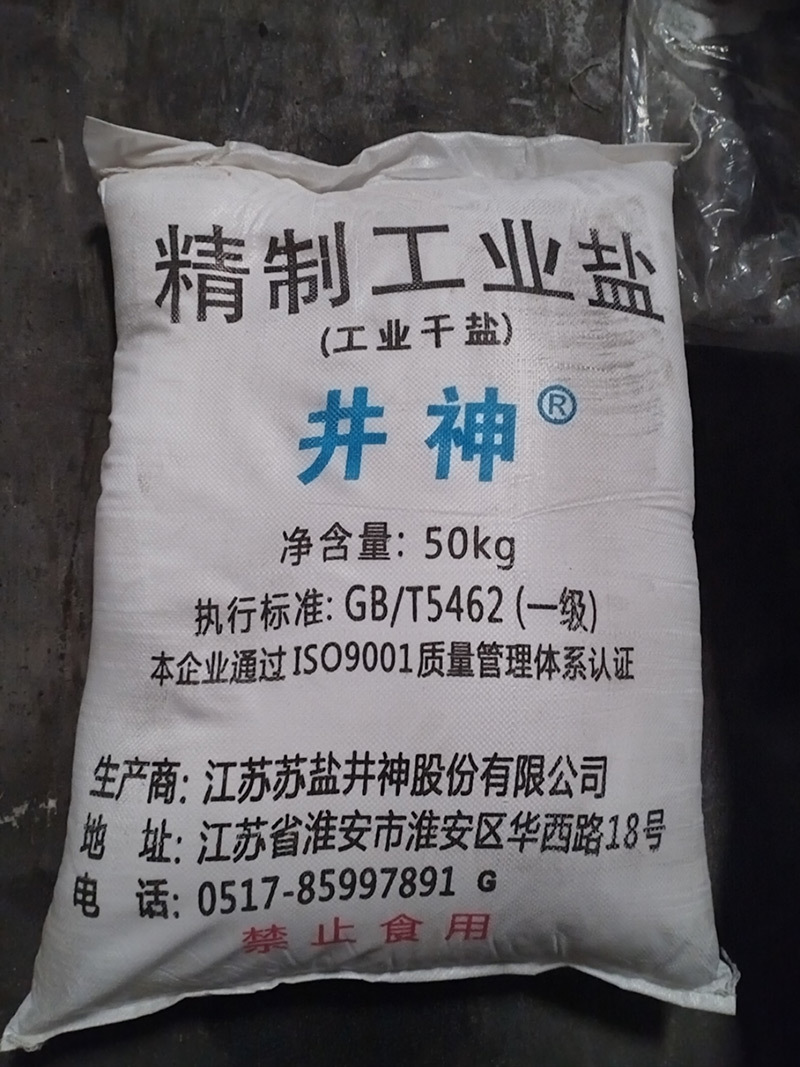 精制工业盐
(工业干盐)
井神®
净含量: 50kg
执行标准: GB/T5462 (一级)
本企业通过ISO9001质量管理体系认证
生产商: 江苏苏盐井神股份有限公司
地 址: 江苏省淮安市淮安区华西路18号
电 话: 0517-85997891 G
禁止食用